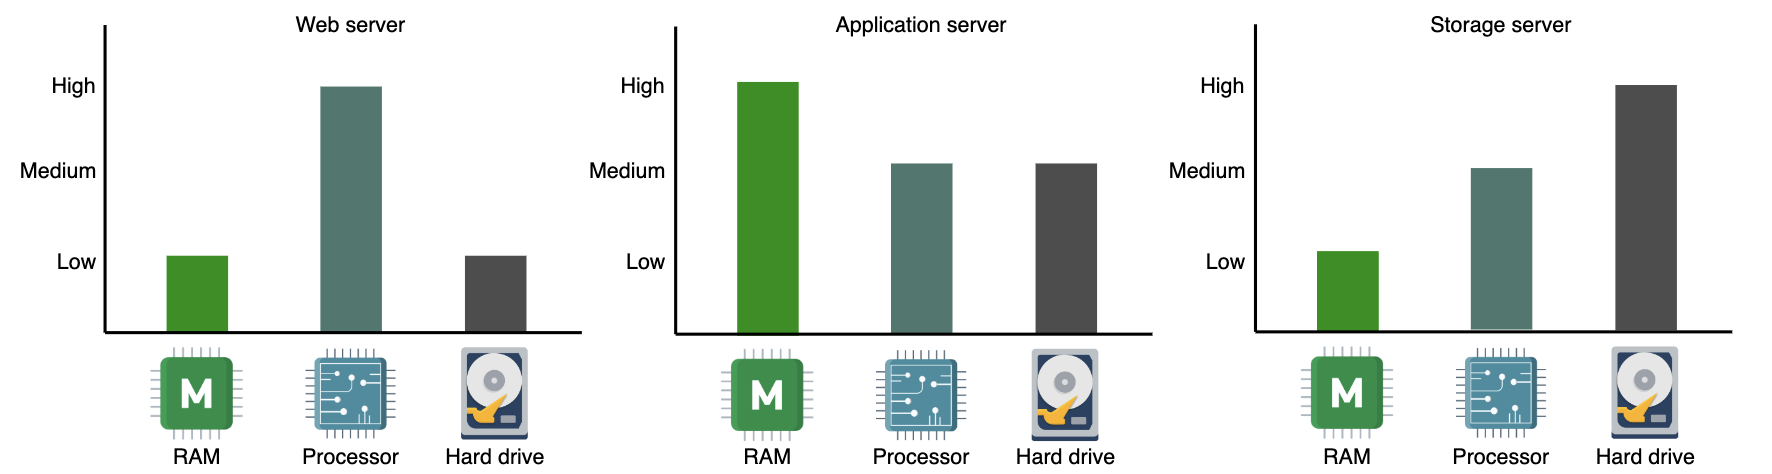 Web server
High
Medium
Low
M
RAM
Processor
Hard drive
Application server
High
Medium
Low
M
RAM
Processor
Hard drive
Storage server
High
Medium
Low
M
RAM
Processor
Hard drive